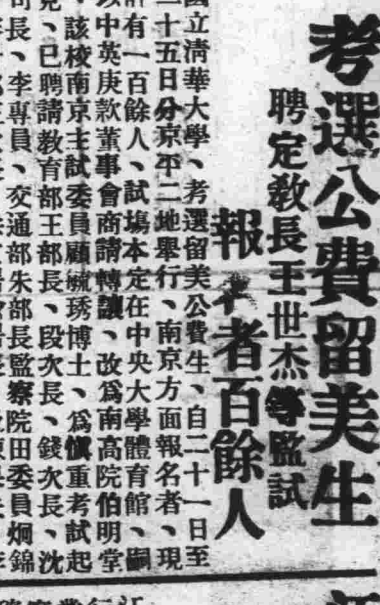 考選公費留美生
聘定教長王世杰等監試
報名者百餘人
國立清華大學、考選留美公費生、自二十一日至
二十五日分京平二地舉行、南京方面報名者、現
計有一百餘人、試塲本定在中央大學體育館、嗣
以中英庚款董事會商請轉讓、改爲南高院伯明堂
該校南京主試委員顧毓琇博士、爲愼重考試起
見、已聘請教育部王部長、段次長、錢次長、沈
司長、李專員、交通部朱部長監察院田委員烱錦